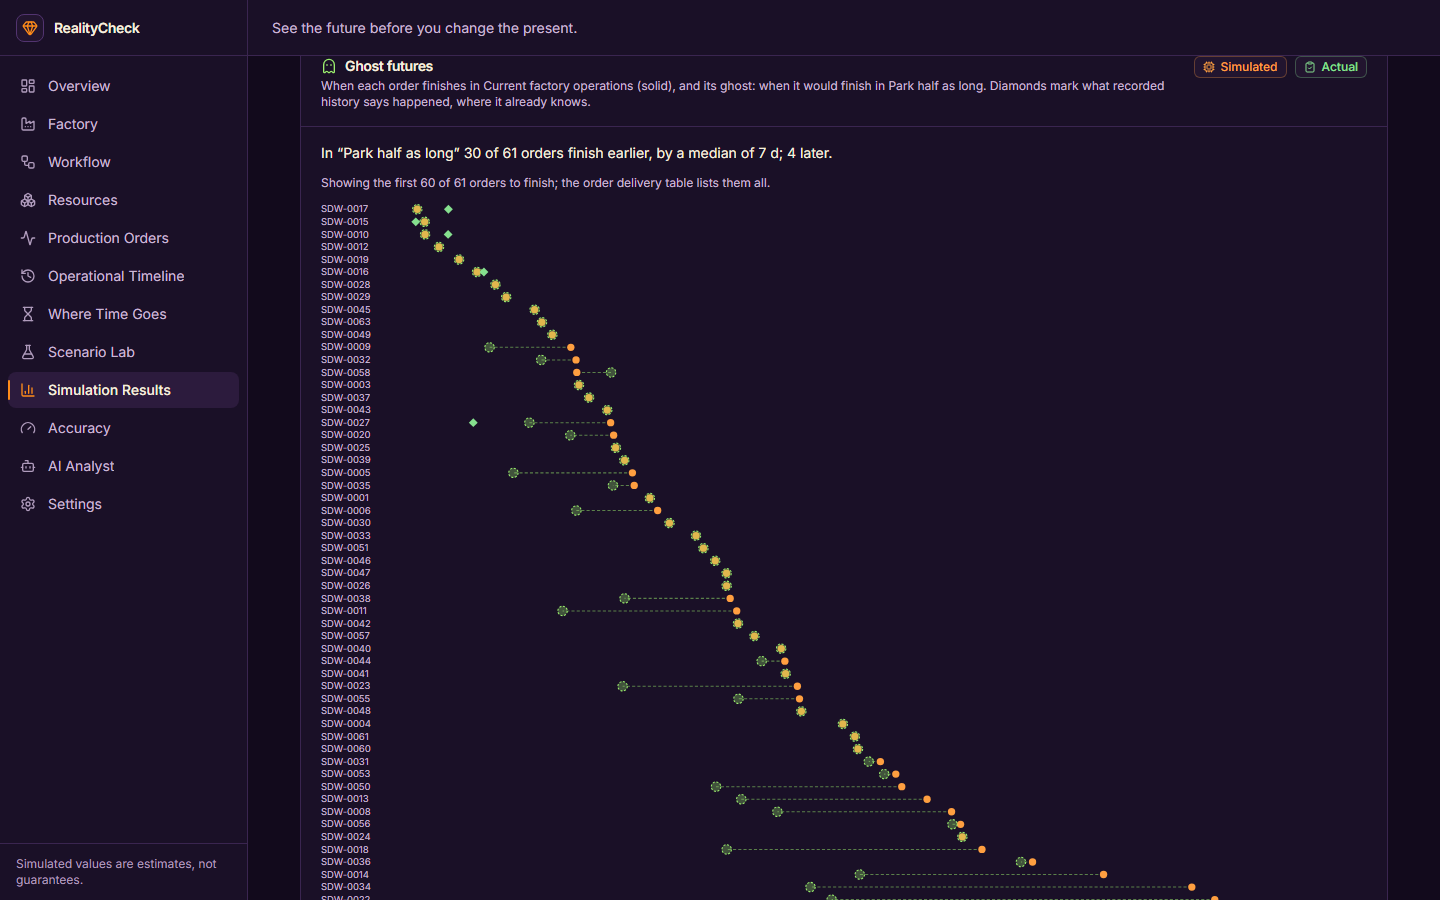 RealityCheck
See the future before you change the present.
Overview
Factory
Workflow
Resources
Production Orders
Operational Timeline
Where Time Goes
Scenario Lab
Simulation Results
Accuracy
AI Analyst
Settings
Simulated values are estimates, not
guarantees.
Ghost futures
Simulated
Actual
When each order finishes in Current factory operations (solid), and its ghost: when it would finish in Park half as long. Diamonds mark what recorded
history says happened, where it already knows.
In “Park half as long” 30 of 61 orders finish earlier, by a median of 7 d; 4 later.
Showing the first 60 of 61 orders to finish; the order delivery table lists them all.
SDW-0017
SDW-0015
SDW-0010
SDW-0012
SDW-0019
SDW-0016
SDW-0028
SDW-0029
SDW-0045
SDW-0063
SDW-0049
SDW-0009
SDW-0032
SDW-0058
SDW-0003
SDW-0037
SDW-0043
SDW-0027
SDW-0020
SDW-0025
SDW-0039
SDW-0005
SDW-0035
SDW-0001
SDW-0006
SDW-0030
SDW-0033
SDW-0051
SDW-0046
SDW-0047
SDW-0026
SDW-0038
SDW-0011
SDW-0042
SDW-0057
SDW-0040
SDW-0044
SDW-0041
SDW-0023
SDW-0055
SDW-0048
SDW-0004
SDW-0061
SDW-0060
SDW-0031
SDW-0053
SDW-0050
SDW-0013
SDW-0008
SDW-0056
SDW-0024
SDW-0018
SDW-0036
SDW-0014
SDW-0034
SDW-0022